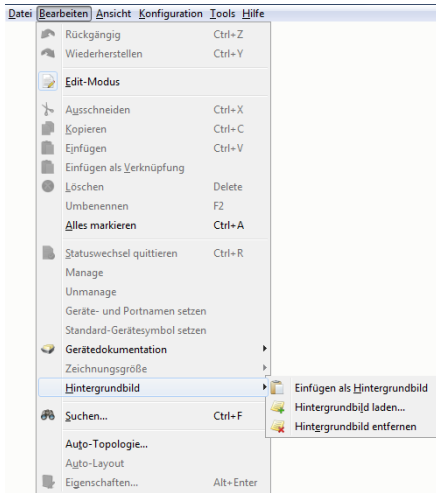 Datei Bearbeiten Ansicht Konfiguration Tools Hilfe
Rückgängig Ctrl+Z
Wiederherstellen Ctrl+Y
Edit-Modus
Ausschneiden Ctrl+X
Kopieren Ctrl+C
Einfügen Ctrl+V
Einfügen als Verknüpfung
Löschen Delete
Umbenennen F2
Alles markieren Ctrl+A
Statuswechsel quittieren Ctrl+R
Manage
Unmanage
Geräte- und Portnamen setzen
Standard-Gerätesymbol setzen
Gerätedokumentation
Zeichnungsgröße
Hintergrundbild
Einfügen als Hintergrundbild
Hintergrundbild laden...
Hintergrundbild entfernen
Suchen... Ctrl+F
Auto-Topologie...
Auto-Layout
Eigenschaften... Alt+Enter